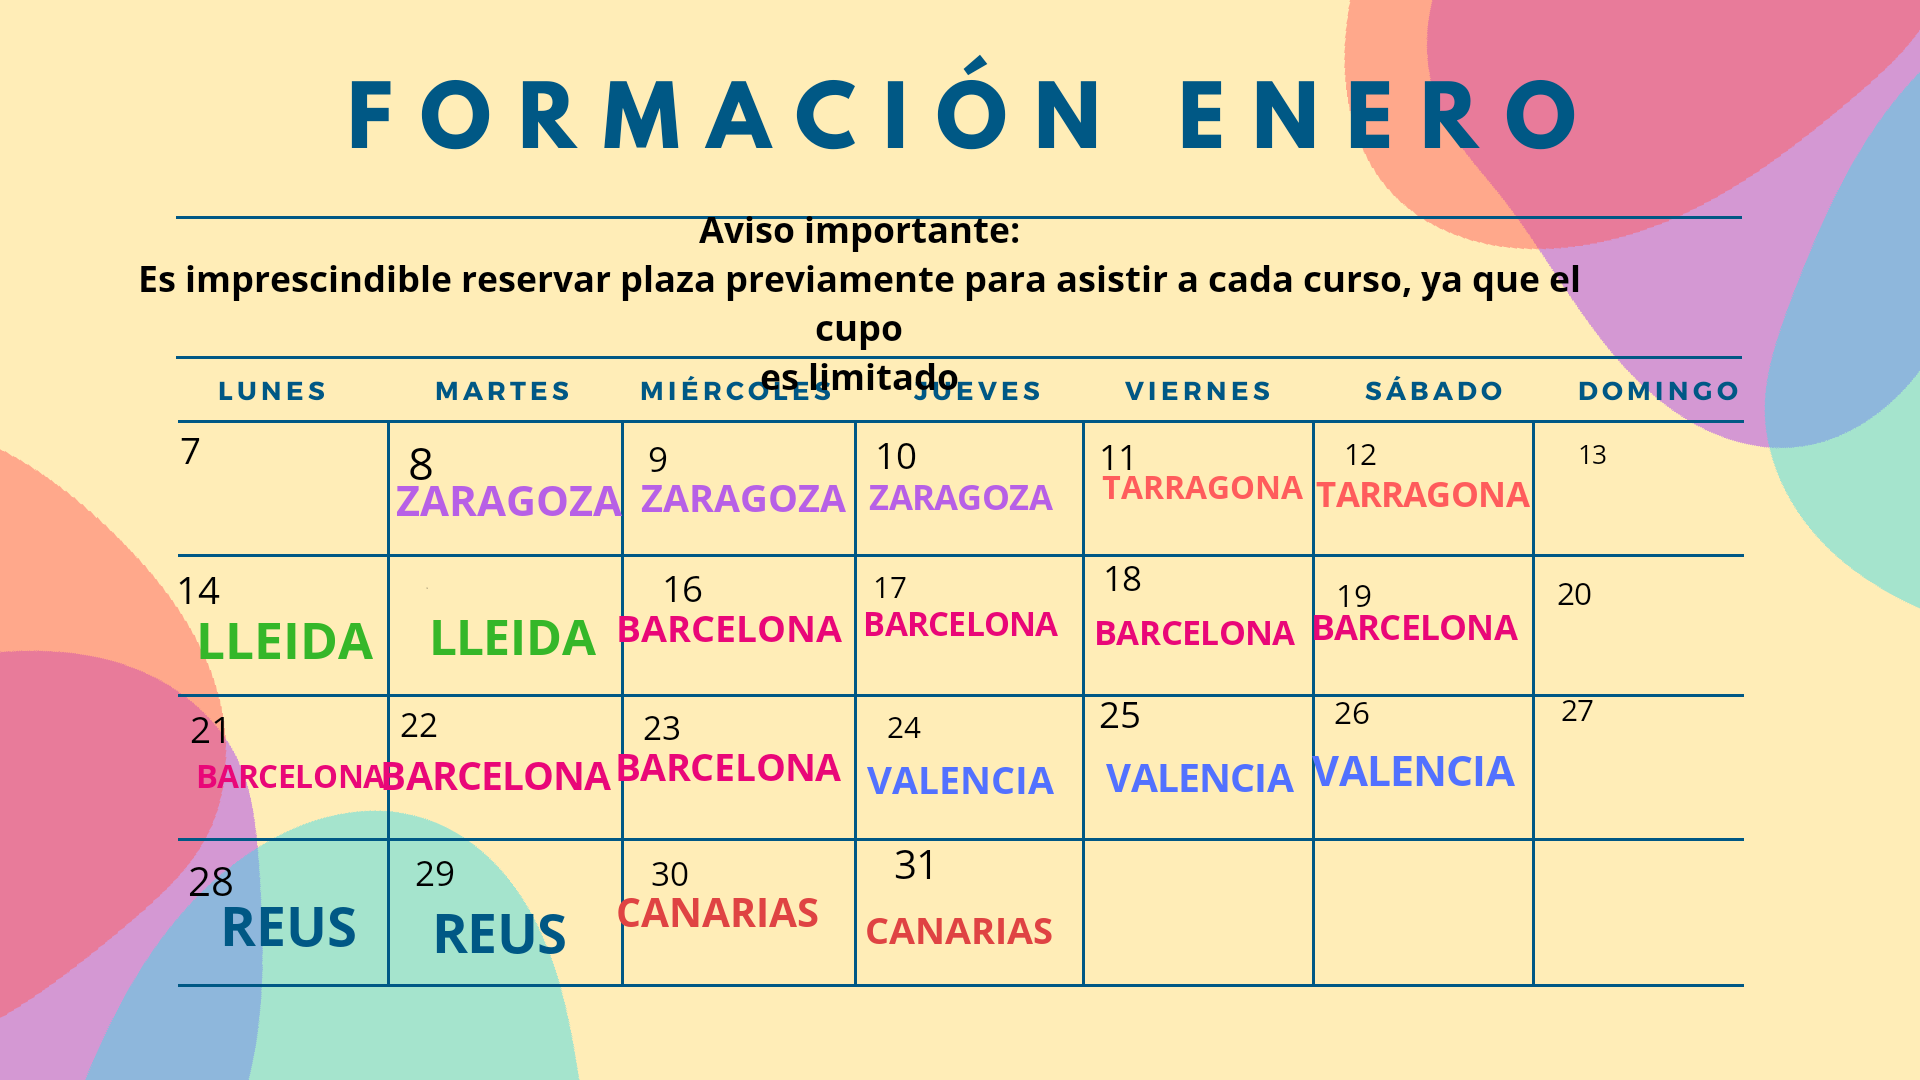 FORMACIÓN ENERO
Aviso importante:
Es imprescindible reservar plaza previamente para asistir a cada curso, ya que el
cupo
es limitado
LUNES MARTES MIÉRCOLES JUEVES VIERNES SÁBADO DOMINGO
7 8 9 10 11 12 13
ZARAGOZA ZARAGOZA ZARAGOZA TARRAGONA TARRAGONA
14 16 17 18 19 20
LLEIDA LLEIDA BARCELONA BARCELONA BARCELONA BARCELONA
21 22 23 24 25 26 27
BARCELONA BARCELONA BARCELONA VALENCIA VALENCIA VALENCIA
28 29 30 31
REUS REUS CANARIAS CANARIAS